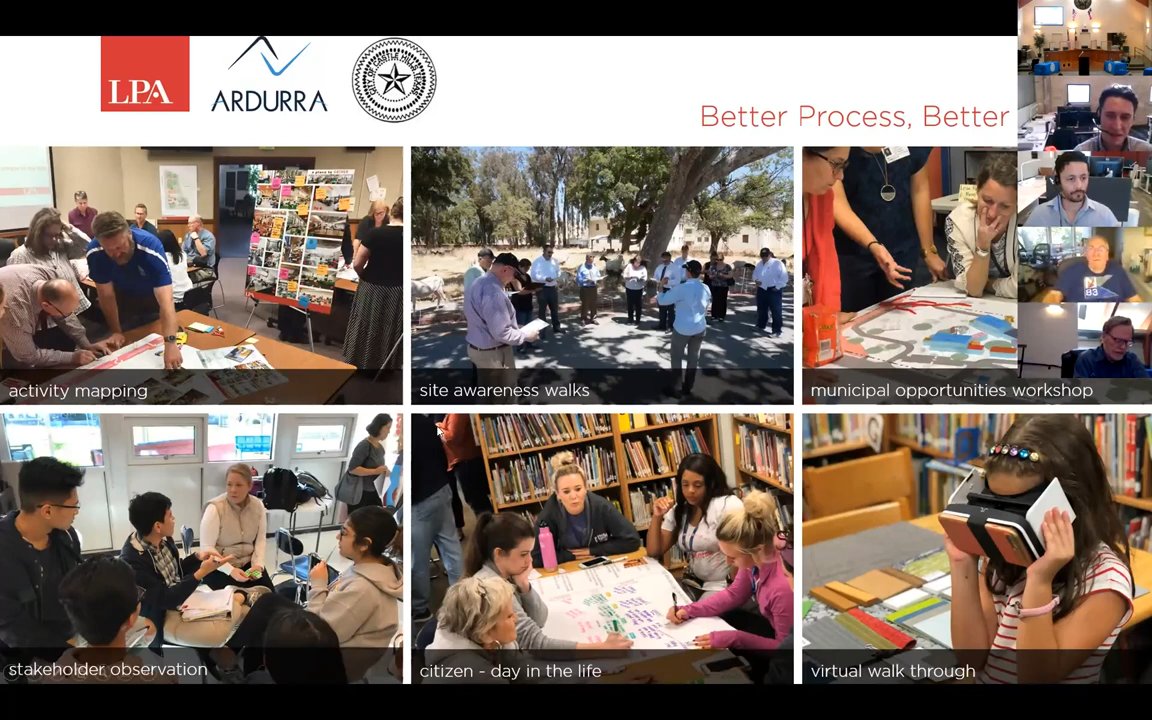 LPA
ARDURRA
Better Process, Better
activity mapping
site awareness walks
municipal opportunities workshop
83
stakeholder observation
citizen - day in the life
virtual walk through